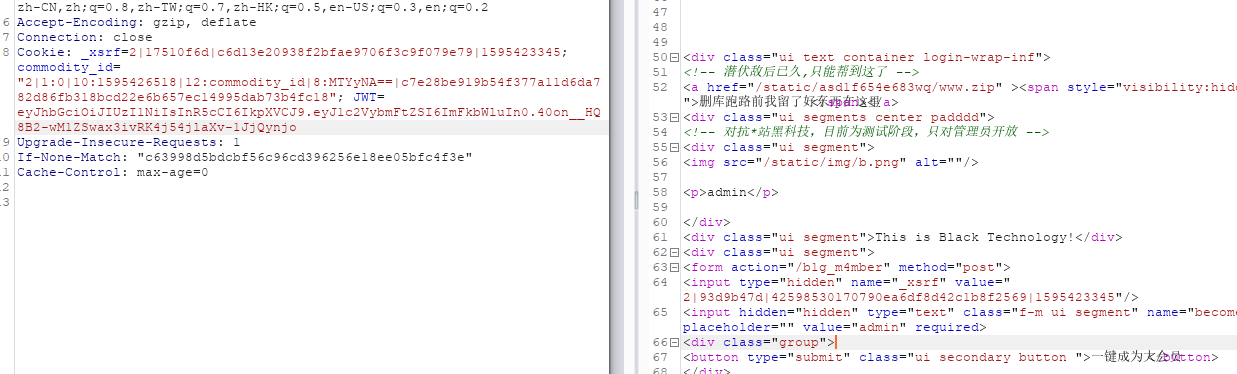 zh-CN,zh;q=0.8,zh-TW;q=0.7,zh-HK;q=0.5,en-US;q=0.3,en;q=0.2
6 Accept-Encoding: gzip, deflate
7 Connection: close
8 Cookie: _xsrf=2|17510f6d|c6d13e20938f2bfae9706f3c9f079e79|1595423345;
commodity_id=
"2|1:0|10:1595426518|12:commodity_id|8:MTYyNA==|c7e28be919b54f377a11d6da7
82d86fb318bcd22e6b657ec14995dab73b4fc18"; JWT=
eyJhbGciOiJIUzI1NiIsInR5cCI6IkpXVCJ9.eyJ1c2VybmFtZSI6ImFkbWluIn0.40on__HQ
8B2-wM1ZSwax3ivRK4j54jlaXv-1JjQynjo
9 Upgrade-Insecure-Requests: 1
10 If-None-Match: "c63998d5bdcbf56c96cd396256e18ee05bfc4f3e"
11 Cache-Control: max-age=0
12
13
47
48
49
50 <div class="ui text container login-wrap-inf">
51 <!-- 潜伏敌后已久,只能帮到这了 -->
52 <a href="/static/asd1f654e683wq/www.zip" ><span style="visibility:hid
">删库跑路前我留了好东西在这里</span></a>
53 <div class="ui segments center padddd">
54 <!-- 对抗*站黑科技，目前为测试阶段，只对管理员开放 -->
55 <div class="ui segment">
56 <img src="/static/img/b.png" alt=""/>
57
58 <p>admin</p>
59
60 </div>
61 <div class="ui segment">This is Black Technology!</div>
62 <div class="ui segment">
63 <form action="/b1g_m4mber" method="post">
64 <input type="hidden" name="_xsrf" value="
2|93d9b47d|42598530170790ea6df8d42c1b8f2569|1595423345"/>
65 <input hidden="hidden" type="text" class="f-m ui segment" name="becom
placeholder="" value="admin" required>
66 <div class="group">
67 <button type="submit" class="ui secondary button ">一键成为大会员</button>
68 </div>